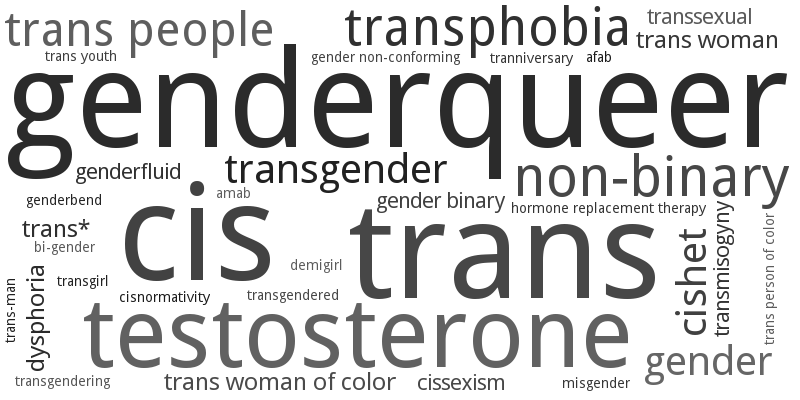 trans people
transphobia
transsexual
trans woman
trans youth
gender non-conforming
tranniversary
afab
genderqueer
genderfluid
transgender
non-binary
genderbend
cis
amab
gender binary
hormone replacement therapy
trans*
bi-gender
trans
demigirl
transgirl
cisnormativity
transgendered
trans-man
dysphoria
testosterone
cishet
transmisogyny
trans person of color
gender
transgendering
trans woman of color
cissexism
misgender